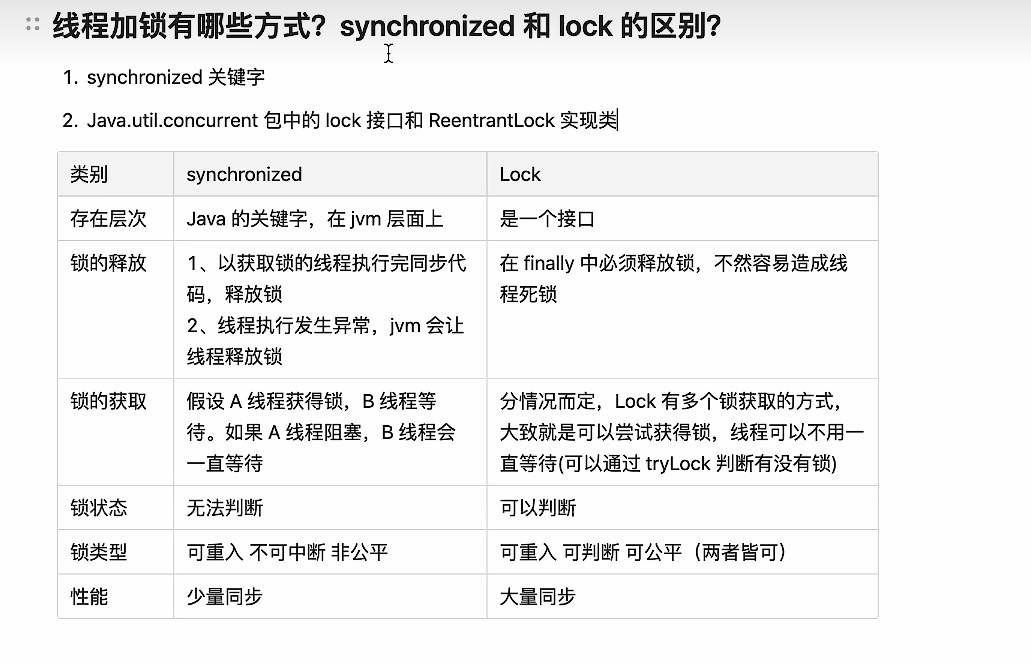 线程加锁有哪些方式？synchronized 和 lock 的区别？
1. synchronized 关键字
2. Java.util.concurrent 包中的 lock 接口和 ReentrantLock 实现类
类别 synchronized Lock
存在层次 Java 的关键字，在 jvm 层面上 是一个接口
锁的释放
1、以获取锁的线程执行完同步代
码，释放锁
2、线程执行发生异常，jvm 会让
线程释放锁
在 finally 中必须释放锁，不然容易造成线
程死锁
锁的获取
假设 A 线程获得锁，B 线程等
待。如果 A 线程阻塞，B 线程会
一直等待
分情况而定，Lock 有多个锁获取的方式，
大致就是可以尝试获得锁，线程可以不用一
直等待(可以通过 tryLock 判断有没有锁)
锁状态 无法判断 可以判断
锁类型 可重入 不可中断 非公平 可重入 可判断 可公平（两者皆可）
性能 少量同步 大量同步